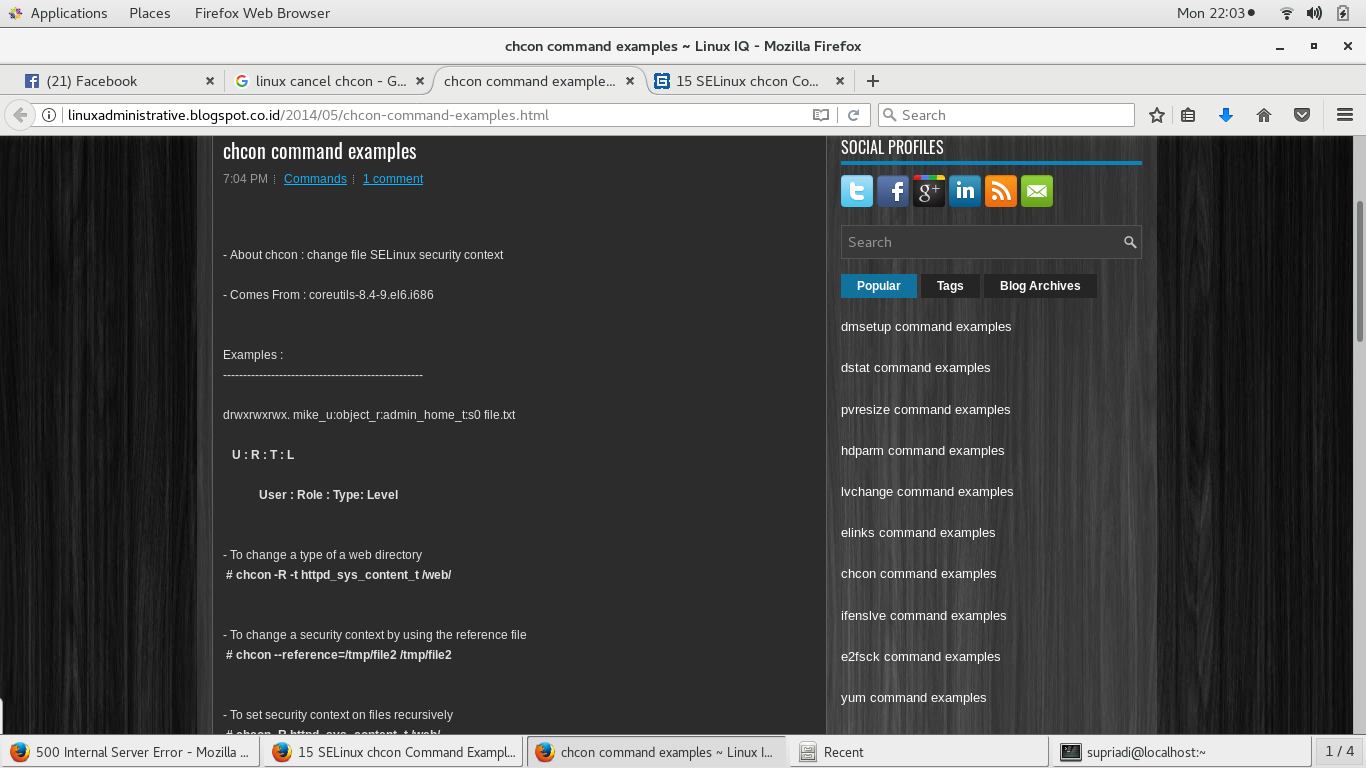 Applications Places Firefox Web Browser Mon 22:03
chcon command examples ~ Linux IQ - Mozilla Firefox
(21) Facebook
linux cancel chcon - G...
chcon command example...
15 SELinux chcon Co...
linuxadministrative.blogspot.co.id/2014/05/chcon-command-examples.html
Search
chcon command examples
7:04 PM Commands 1 comment
- About chcon : change file SELinux security context
- Comes From : coreutils-8.4-9.el6.i686
Examples :
--------------------------------------------------
drwxrwxrwx. mike_u:object_r:admin_home_t:s0 file.txt
U : R : T : L
User : Role : Type: Level
- To change a type of a web directory
# chcon -R -t httpd_sys_content_t /web/
- To change a security context by using the reference file
# chcon --reference=/tmp/file2 /tmp/file2
- To set security context on files recursively
# chcon -R httpd_sys_content_t /web/
SOCIAL PROFILES
g+
in
Search
Popular Tags Blog Archives
dmsetup command examples
dstat command examples
pvresize command examples
hdparm command examples
lvchange command examples
elinks command examples
chcon command examples
ifenslve command examples
e2fsck command examples
yum command examples
500 Internal Server Error - Mozilla ...
15 SELinux chcon Command Exampl...
chcon command examples ~ Linux I...
Recent
supriadi@localhost:~
1 / 4